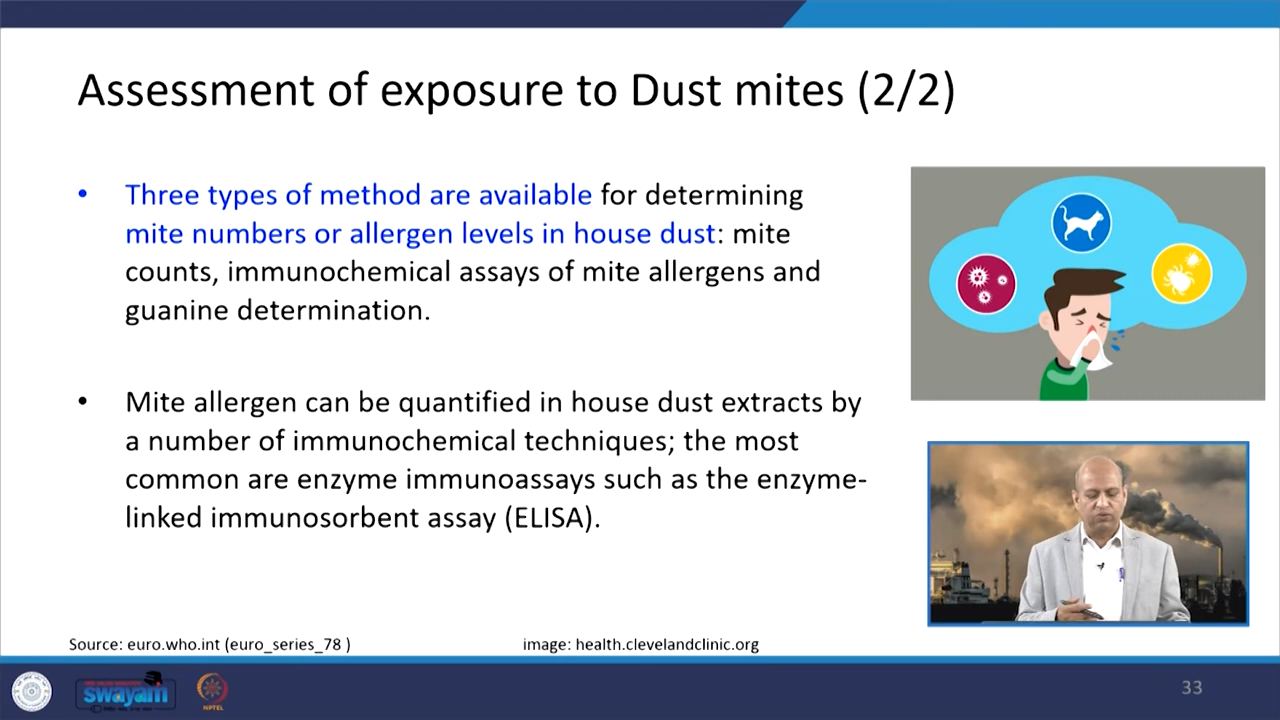 Assessment of exposure to Dust mites (2/2)
• Three types of method are available for determining
mite numbers or allergen levels in house dust: mite
counts, immunochemical assays of mite allergens and
guanine determination.
• Mite allergen can be quantified in house dust extracts by
a number of immunochemical techniques; the most
common are enzyme immunoassays such as the enzyme-
linked immunosorbent assay (ELISA).
Source: euro.who.int (euro_series_78 )
image: health.clevelandclinic.org
swayam
NPTEL
33